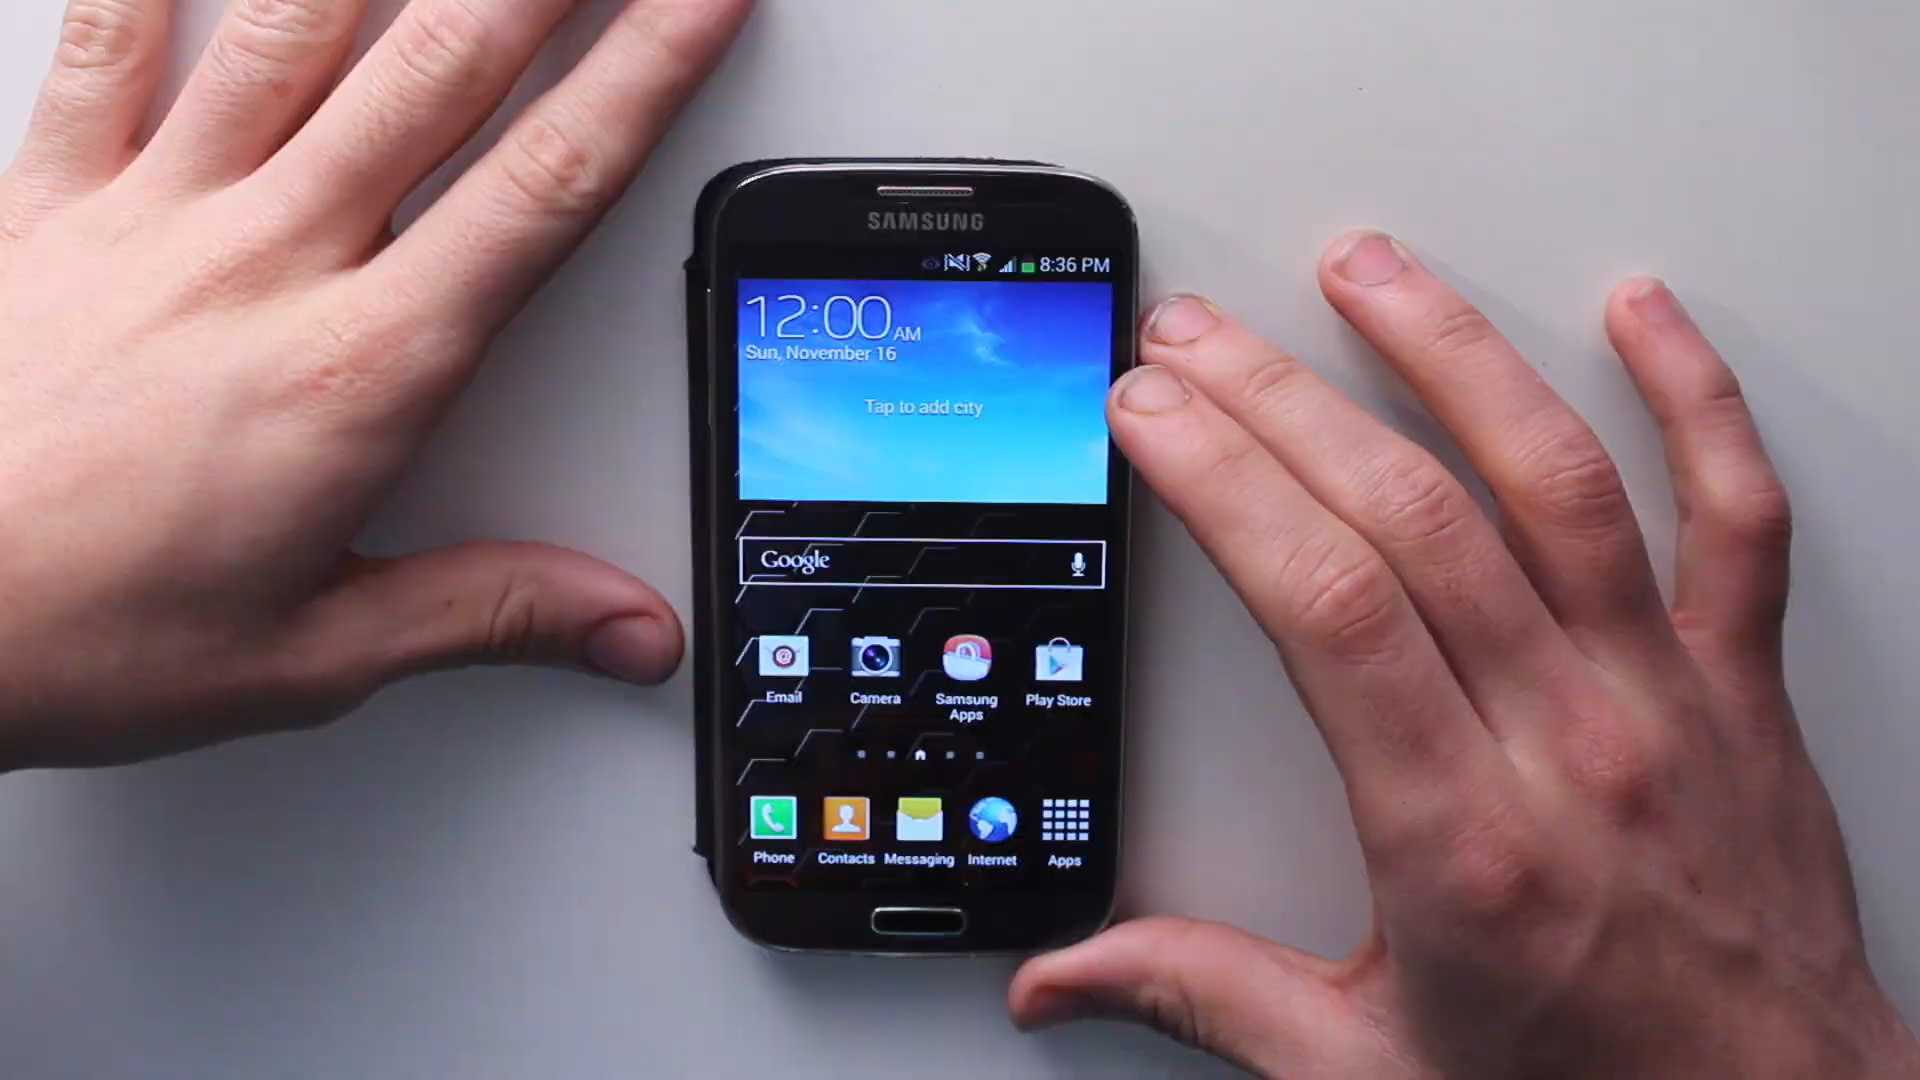 SAMSUNG
8:36 PM
12:00 AM
Sun, November 16
Tap to add city
Google
Email
Camera
Samsung Apps
Play Store
Phone
Contacts
Messaging
Internet
Apps